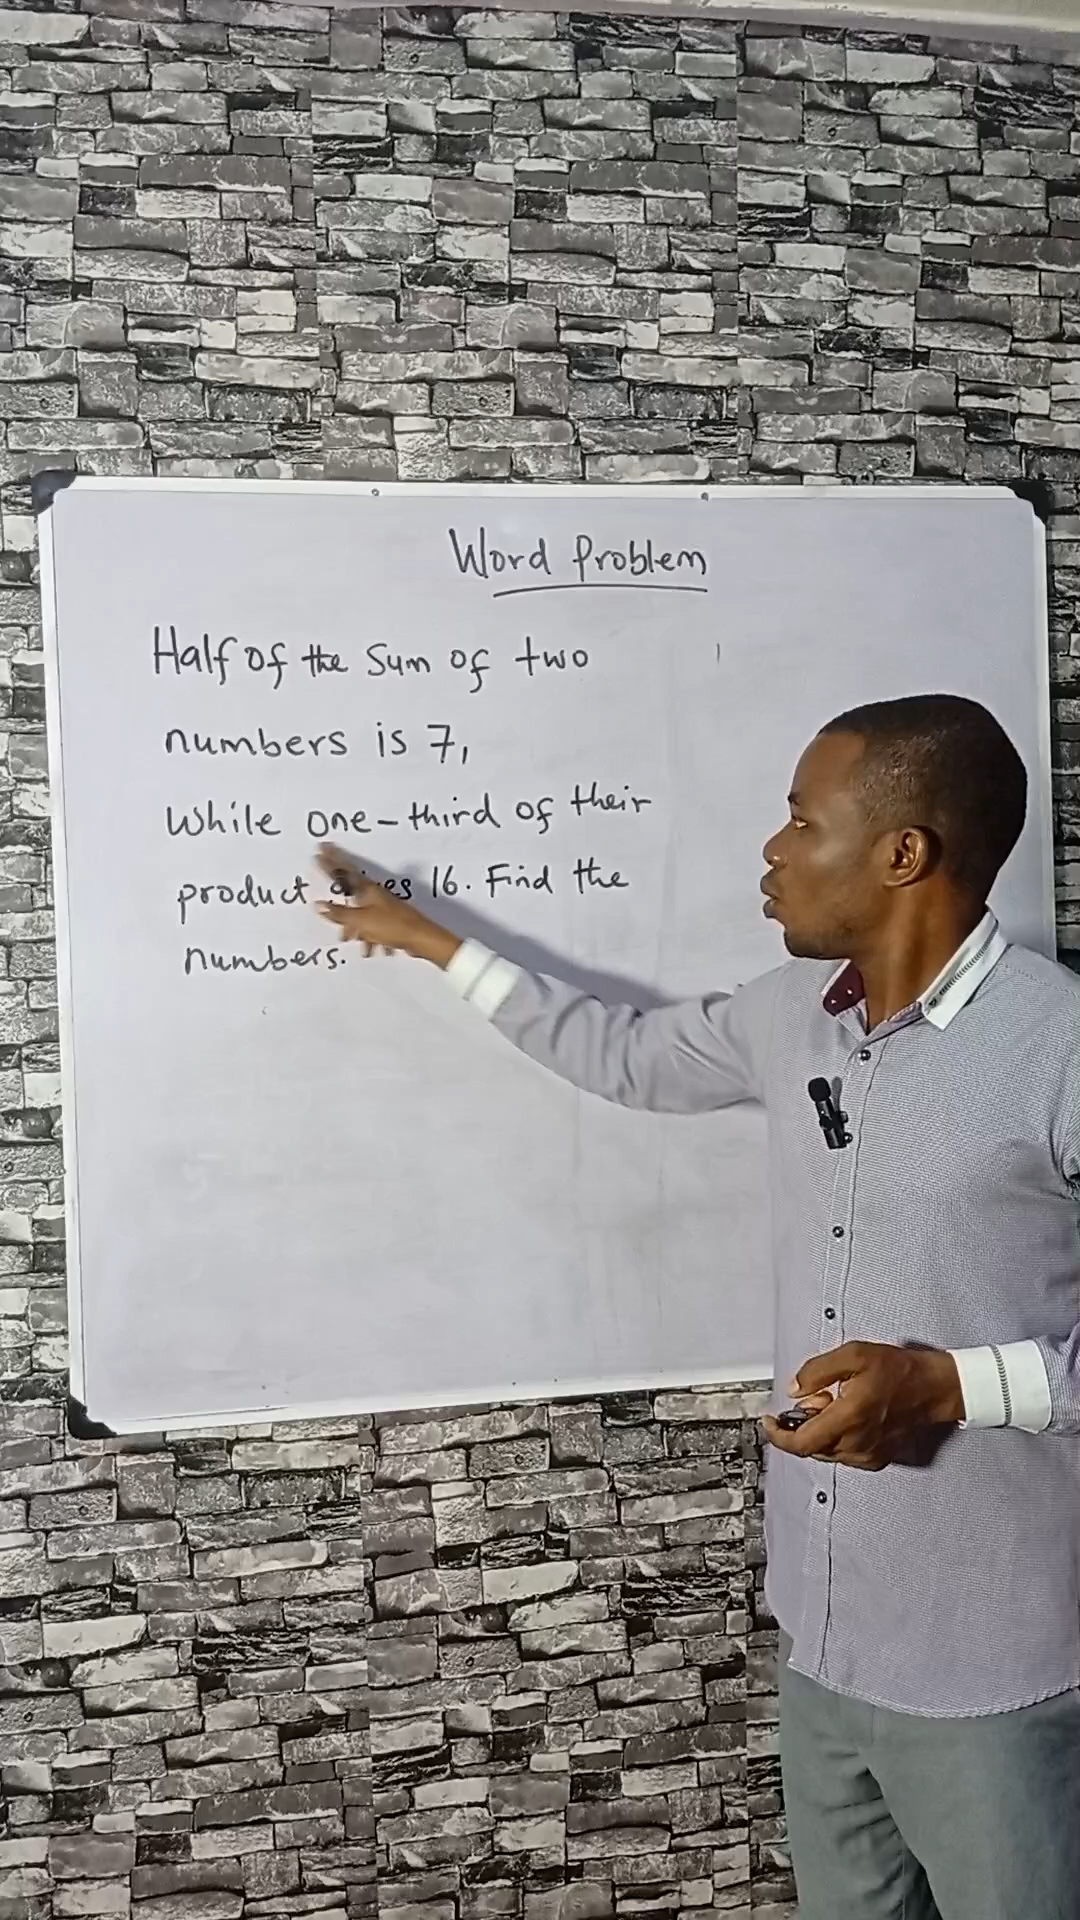 Word Problem
Half of the sum of two
numbers is 7,
While one-third of their
product gives 16. Find the
numbers.